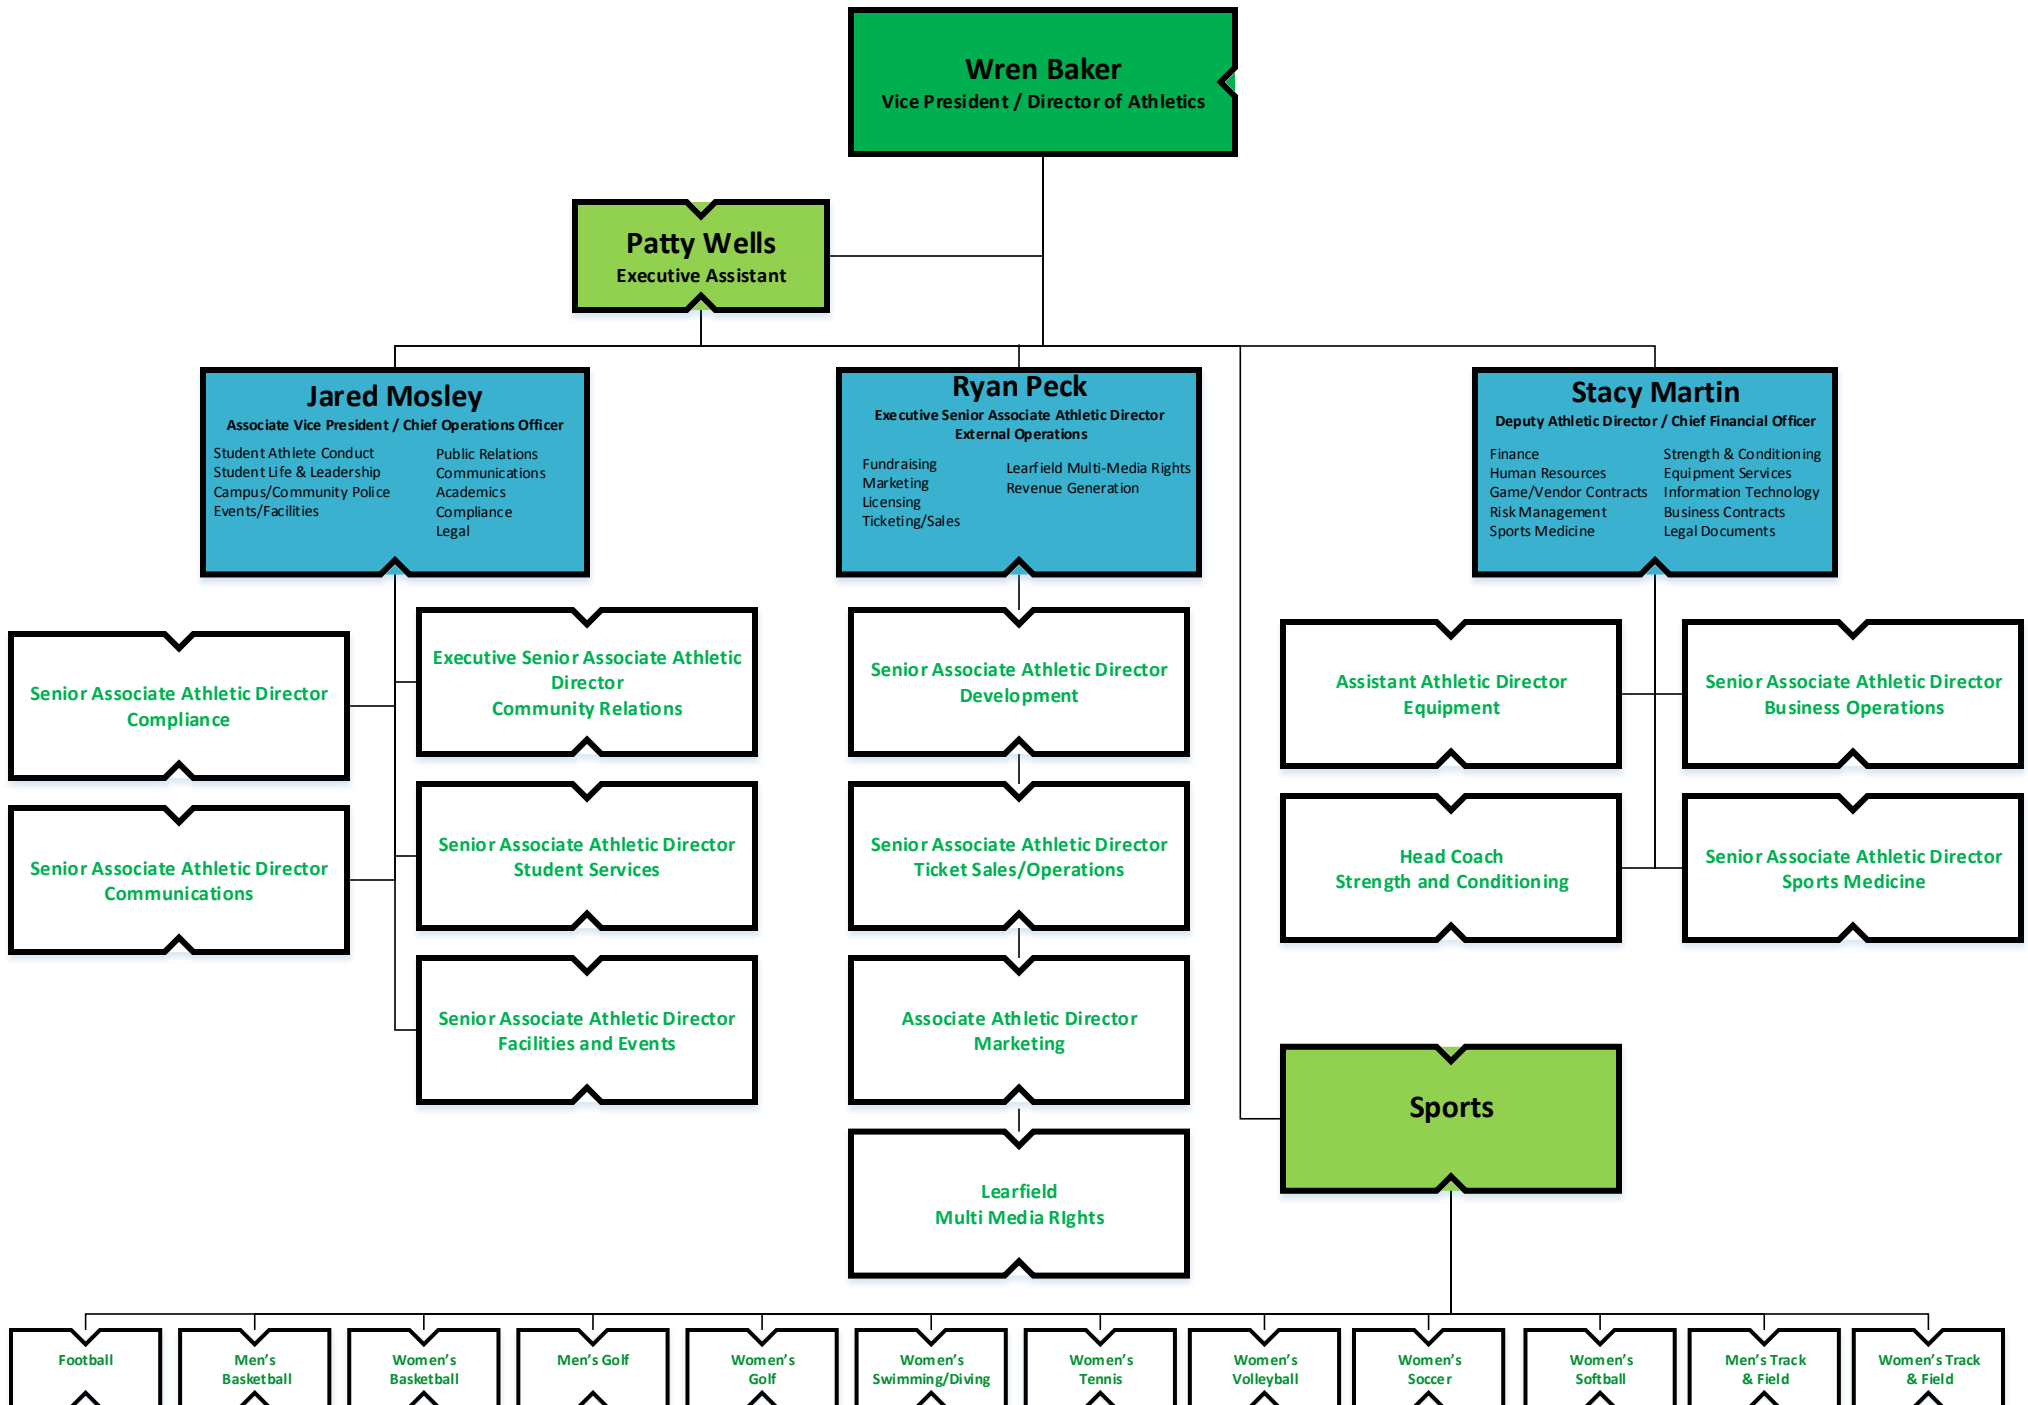 Wren Baker
Vice President / Director of Athletics
Patty Wells
Executive Assistant
Jared Mosley
Associate Vice President / Chief Operations Officer
Student Athlete Conduct
Student Life & Leadership
Campus/Community Police
Events/Facilities
Public Relations
Communications
Academics
Compliance
Legal
Ryan Peck
Executive Senior Associate Athletic Director
External Operations
Fundraising
Marketing
Licensing
Ticketing/Sales
Learfield Multi-Media Rights
Revenue Generation
Stacy Martin
Deputy Athletic Director / Chief Financial Officer
Finance
Human Resources
Game/Vendor Contracts
Risk Management
Sports Medicine
Strength & Conditioning
Equipment Services
Information Technology
Business Contracts
Legal Documents
Senior Associate Athletic Director
Compliance
Executive Senior Associate Athletic
Director
Community Relations
Senior Associate Athletic Director
Communications
Senior Associate Athletic Director
Student Services
Senior Associate Athletic Director
Facilities and Events
Senior Associate Athletic Director
Development
Senior Associate Athletic Director
Ticket Sales/Operations
Associate Athletic Director
Marketing
Learfield
Multi Media RIghts
Assistant Athletic Director
Equipment
Senior Associate Athletic Director
Business Operations
Head Coach
Strength and Conditioning
Senior Associate Athletic Director
Sports Medicine
Sports
Football
Men's
Basketball
Women's
Basketball
Men's Golf
Women's
Golf
Women's
Swimming/Diving
Women's
Tennis
Women's
Volleyball
Women's
Soccer
Women's
Softball
Men's Track
& Field
Women's Track
& Field